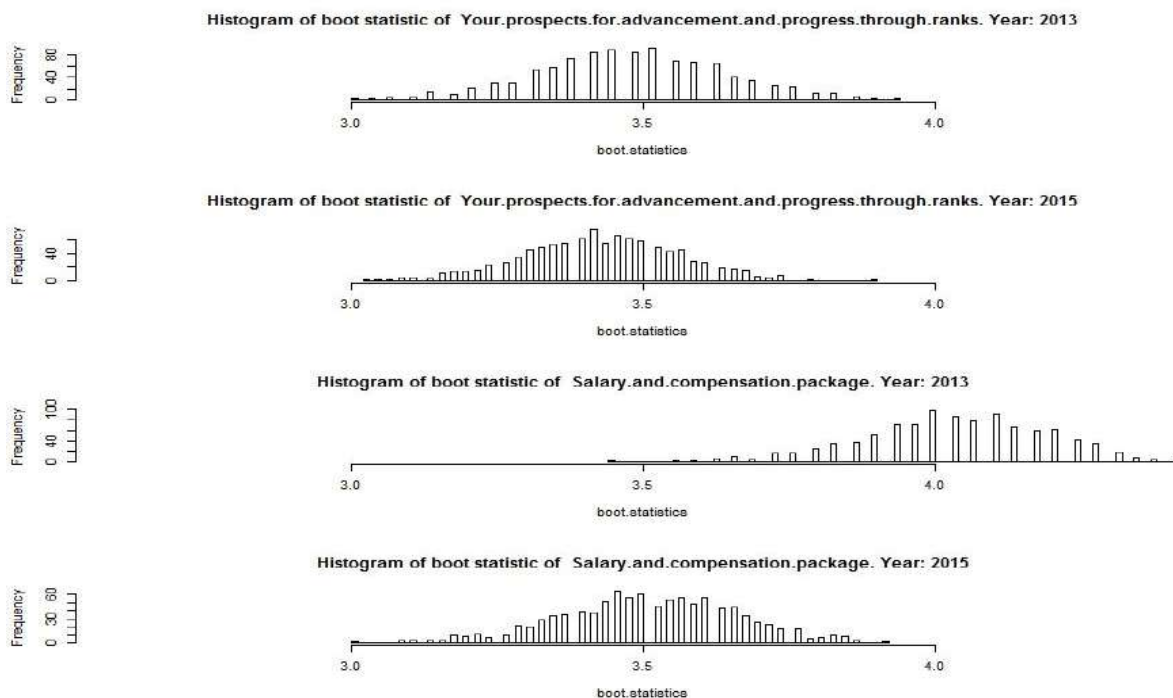 Histogram of boot statistic of Your.prospects.for.advancement.and.progress.through.ranks. Year: 2013
Frequency
0 40 80
3.0 3.5 4.0
boot.statistics
Histogram of boot statistic of Your.prospects.for.advancement.and.progress.through.ranks. Year: 2015
Frequency
0 40
3.0 3.5 4.0
boot.statistics
Histogram of boot statistic of Salary.and.compensation.package. Year: 2013
Frequency
0 40 100
3.0 3.5 4.0
boot.statistics
Histogram of boot statistic of Salary.and.compensation.package. Year: 2015
Frequency
0 30 60
3.0 3.5 4.0
boot.statistics